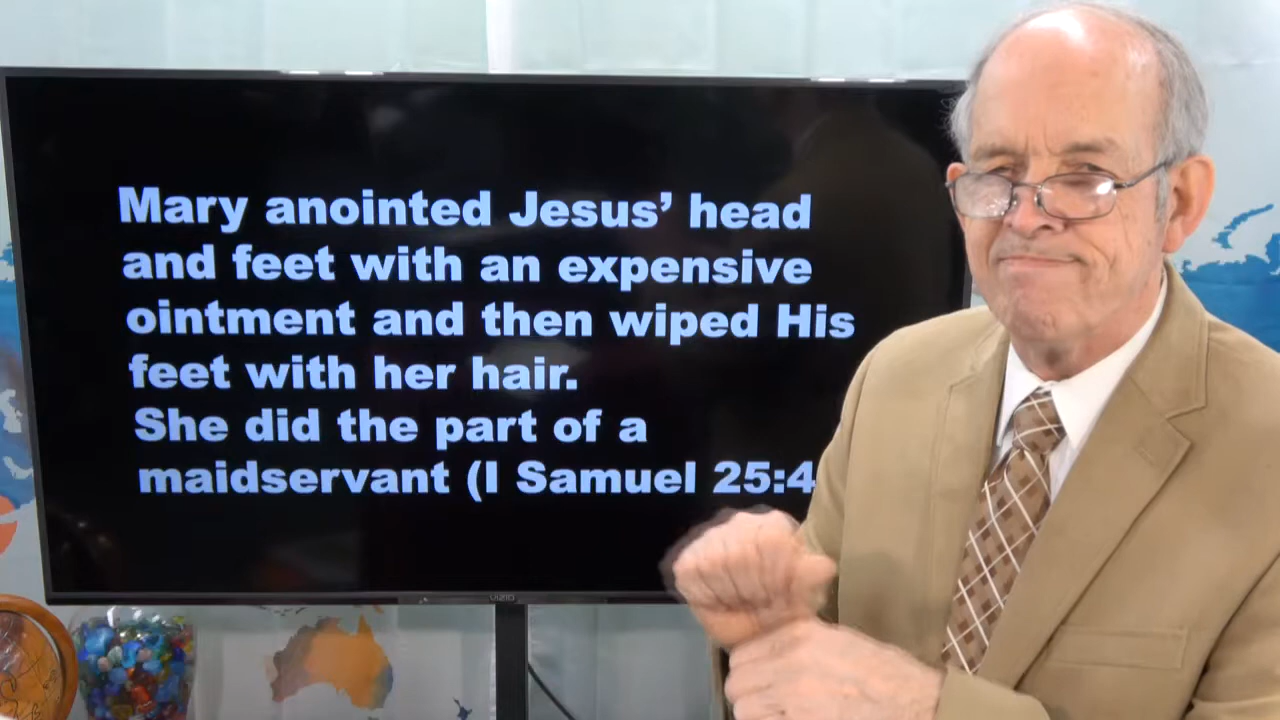 Mary anointed Jesus’ head
and feet with an expensive
ointment and then wiped His
feet with her hair.
She did the part of a
maidservant (I Samuel 25:4
VIZIO